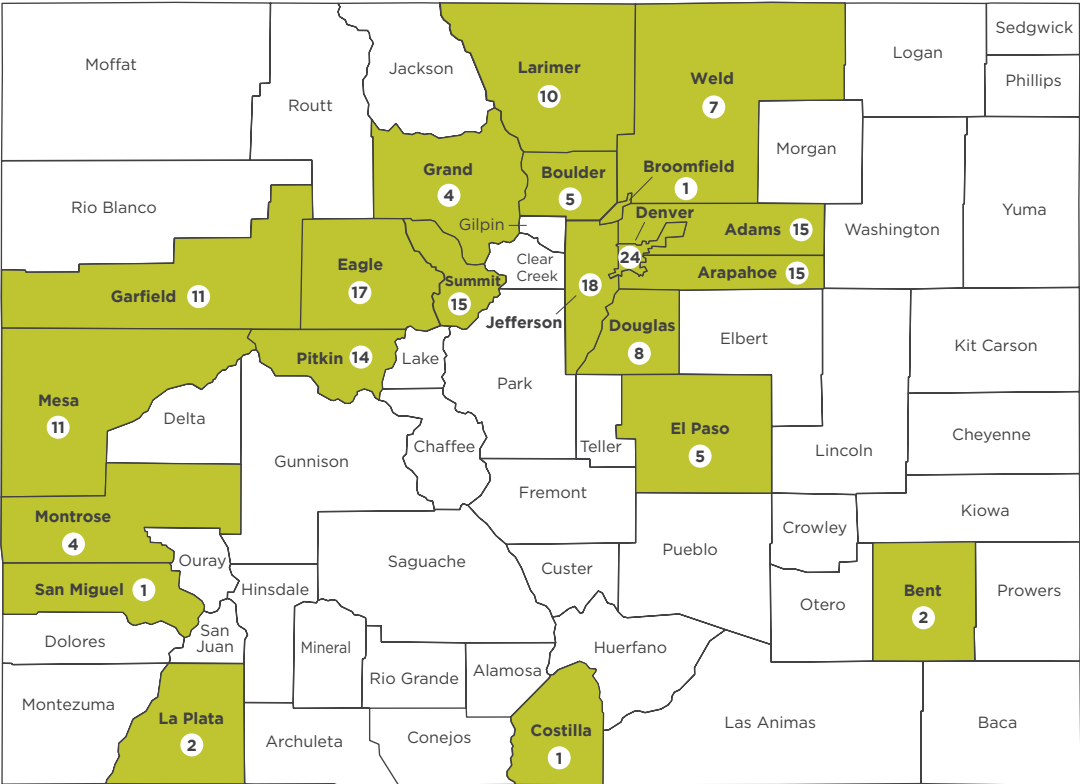 Sedgwick
Logan
Moffat
Jackson
Larimer
10
Weld
7
Phillips
Routt
Morgan
Grand
4
Boulder
5
Broomfield
1
Rio Blanco
Yuma
Gilpin
Denver
24
Adams 15
Washington
Eagle
17
Clear
Creek
Arapahoe 15
Garfield 11
Summit
15
18
Jefferson
Douglas
8
Elbert
Kit Carson
Pitkin 14
Lake
Park
Mesa
11
Delta
El Paso
5
Chaffee
Teller
Cheyenne
Gunnison
Lincoln
Fremont
Montrose
4
Kiowa
Crowley
Ouray
Saguache
Pueblo
Custer
San Miguel 1
Hinsdale
Bent
2
Prowers
Otero
Dolores
San
Juan
Mineral
Huerfano
Rio Grande
Alamosa
Montezuma
La Plata
2
Archuleta
Conejos
Costilla
1
Las Animas
Baca